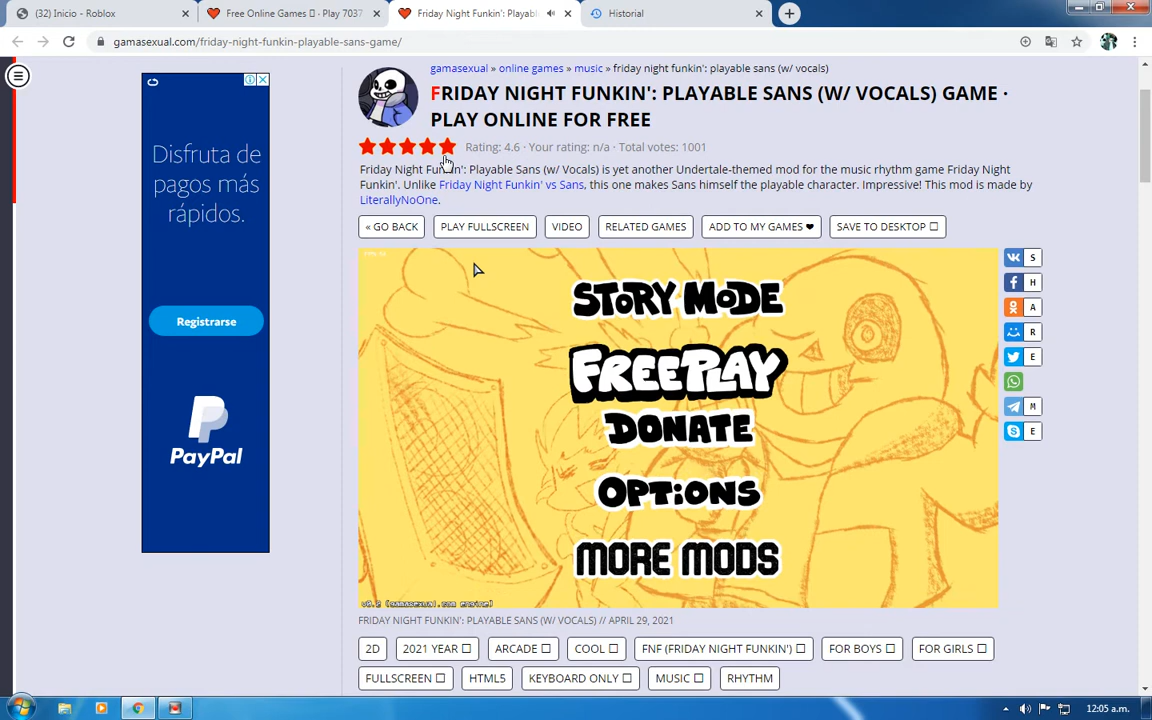 (32) Inicio - Roblox
Free Online Games · Play 7037
Friday Night Funkin': Playabl
Historial
gamasexual.com/friday-night-funkin-playable-sans-game/
gamasexual » online games » music » friday night funkin': playable sans (w/ vocals)
FRIDAY NIGHT FUNKIN': PLAYABLE SANS (W/ VOCALS) GAME ·
PLAY ONLINE FOR FREE
Rating: 4.6 · Your rating: n/a · Total votes: 1001
Friday Night Funkin': Playable Sans (w/ Vocals) is yet another Undertale-themed mod for the music rhythm game Friday Night
Funkin'. Unlike Friday Night Funkin' vs Sans, this one makes Sans himself the playable character. Impressive! This mod is made by
LiterallyNoOne.
« GO BACK
PLAY FULLSCREEN
VIDEO
RELATED GAMES
ADD TO MY GAMES ❤
SAVE TO DESKTOP
Disfruta de
pagos más
rápidos.
Registrarse
PayPal
STORY MODE
FREEPLAY
DONATE
OPTIONS
MORE MODS
v0.2 (gamasexual.com engine)
S
H
A
R
E
M
E
FRIDAY NIGHT FUNKIN': PLAYABLE SANS (W/ VOCALS) // APRIL 29, 2021
2D
2021 YEAR
ARCADE
COOL
FNF (FRIDAY NIGHT FUNKIN')
FOR BOYS
FOR GIRLS
FULLSCREEN
HTML5
KEYBOARD ONLY
MUSIC
RHYTHM
12:05 a.m.